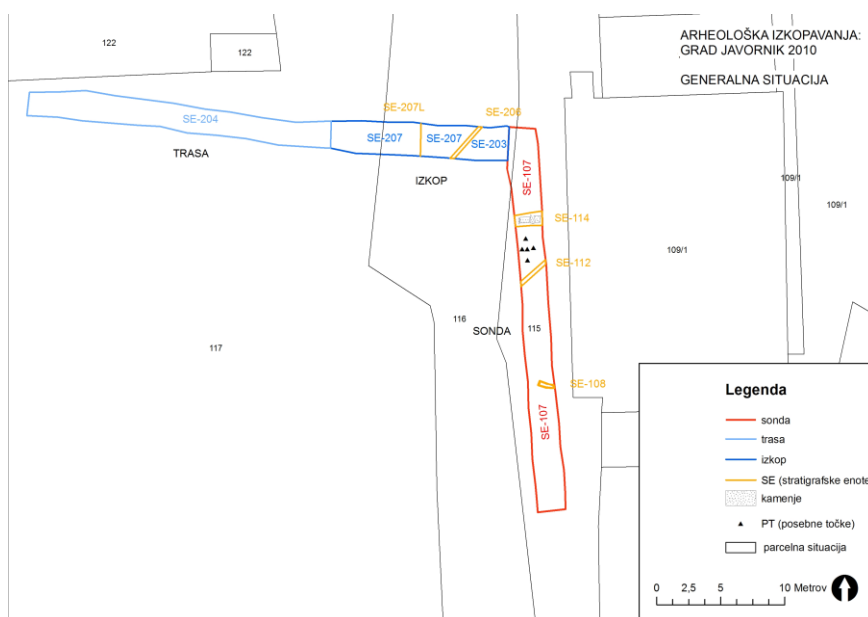 ARHEOLOŠKA IZKOPAVANJA:
GRAD JAVORNIK 2010
GENERALNA SITUACIJA
122
122
SE-207L
SE-206
SE-204
SE-207
SE-207
SE-203
TRASA
IZKOP
SE-107
109/1
109/1
SE-114
109/1
SE-112
116
SONDA
115
117
SE-108
SE-107
Legenda
sonda
trasa
izkop
SE (stratigrafske enote
kamenje
PT (posebne točke)
parcelna situacija
0 2,5 5 10 Metrov